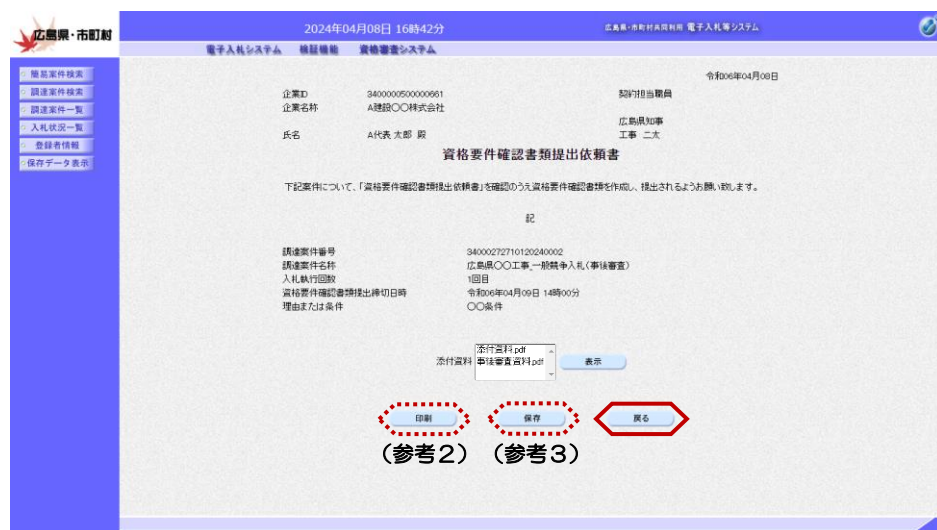 広島県・市町村
2024年04月08日 16時42分
広島県・市町村共同利用 電子入札等システム
電子入札システム 検証機能 資格審査システム
簡易案件検索
調達案件検索
調達案件一覧
入札状況一覧
登録者情報
保存データ表示
令和06年04月08日
企業ID 3400000500000661 契約担当職員
企業名称 A建設〇〇株式会社
広島県知事
氏名 A代表 太郎 殿 工事 二太
資格要件確認書類提出依頼書
下記案件について、「資格要件確認書類提出依頼書」を確認のうえ資格要件確認書類を作成し、提出されるようお願い致します。
記
調達案件番号 34000272710120240002
調達案件名称 広島県〇〇工事_一般競争入札(事後審査)
入札執行回数 1回目
資格要件確認書類提出締切日時 令和06年04月09日 14時00分
理由または条件 〇〇条件
添付資料 添付資料.pdf
事後審査資料.pdf 表示
印刷 保存 戻る
(参考2) (参考3)